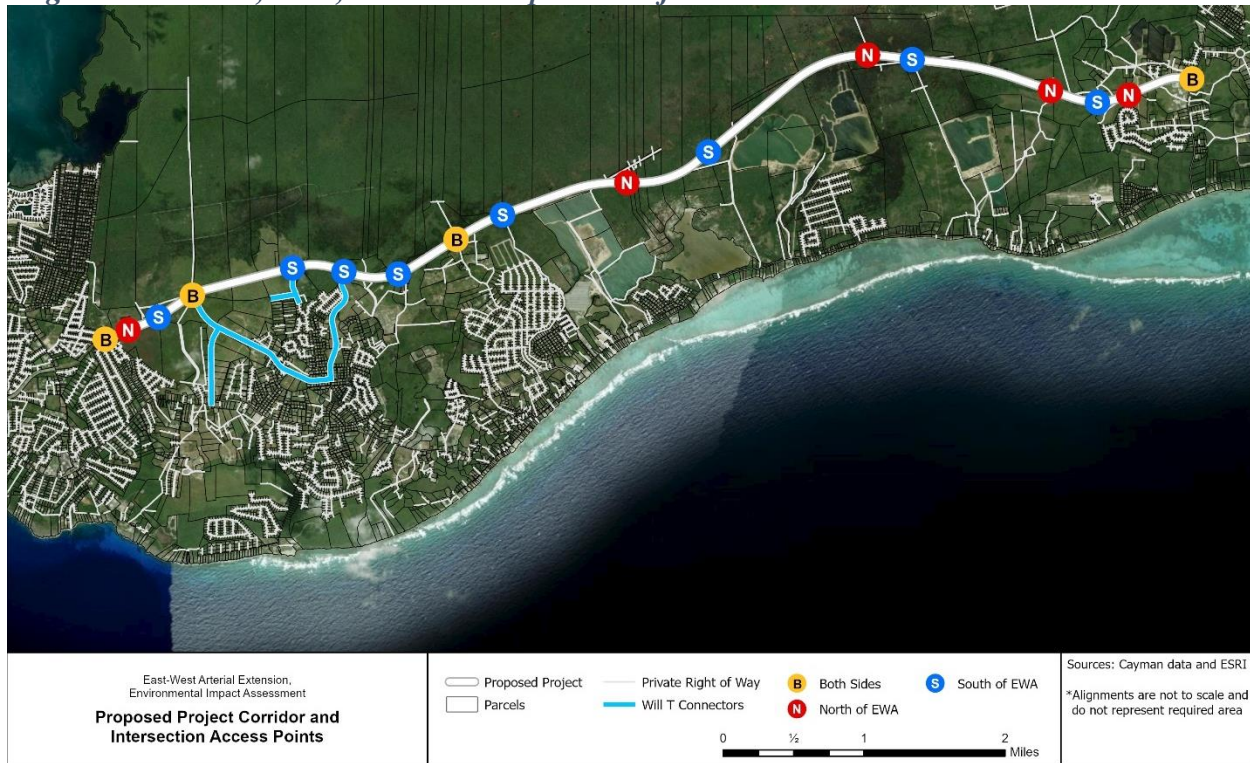 B
N
S
B
S
S
S
B
S
N
S
N
S
N
S
N
B
East-West Arterial Extension,
Environmental Impact Assessment
Proposed Project Corridor and
Intersection Access Points
Proposed Project
Parcels
Private Right of Way
Will T Connectors
B Both Sides
N North of EWA
S South of EWA
0 ½ 1 2
Miles
Sources: Cayman data and ESRI
*Alignments are not to scale and
do not represent required area